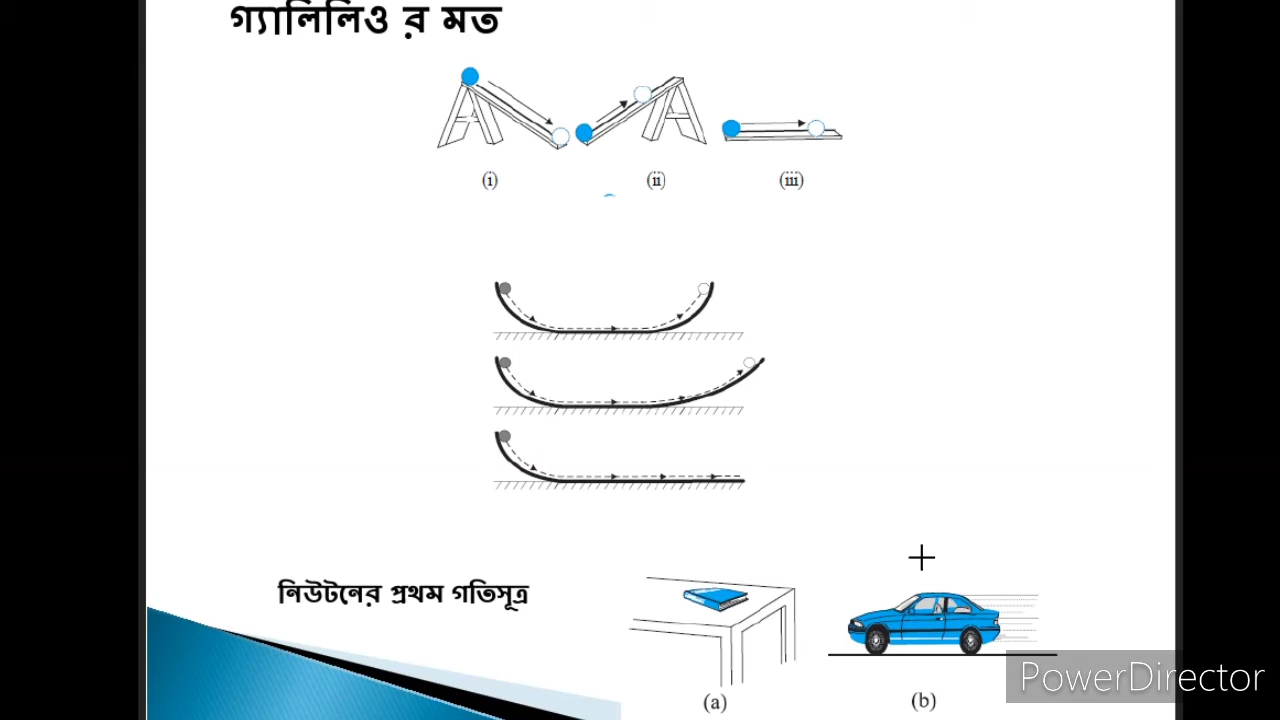 গ্যালিলিও র মত
(i) (ii) (iii)
নিউটনের প্রথম গতিসূত্র
(a) (b)
PowerDirector